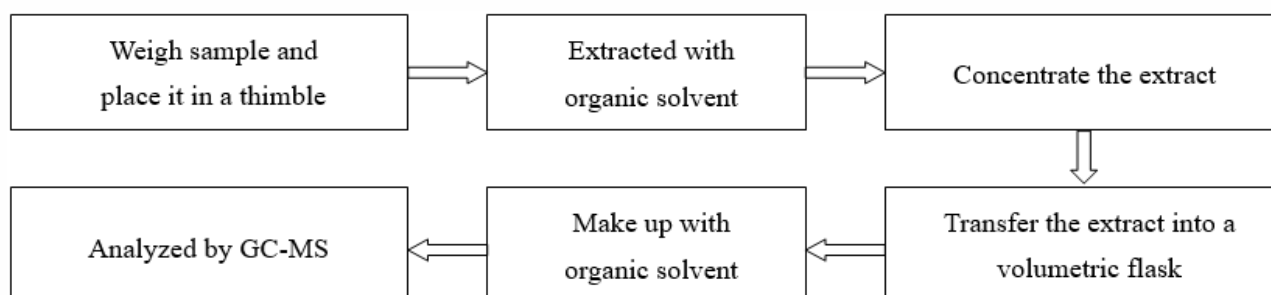 Weigh sample and
place it in a thimble
Extracted with
organic solvent
Concentrate the extract
Transfer the extract into a
volumetric flask
Make up with
organic solvent
Analyzed by GC-MS